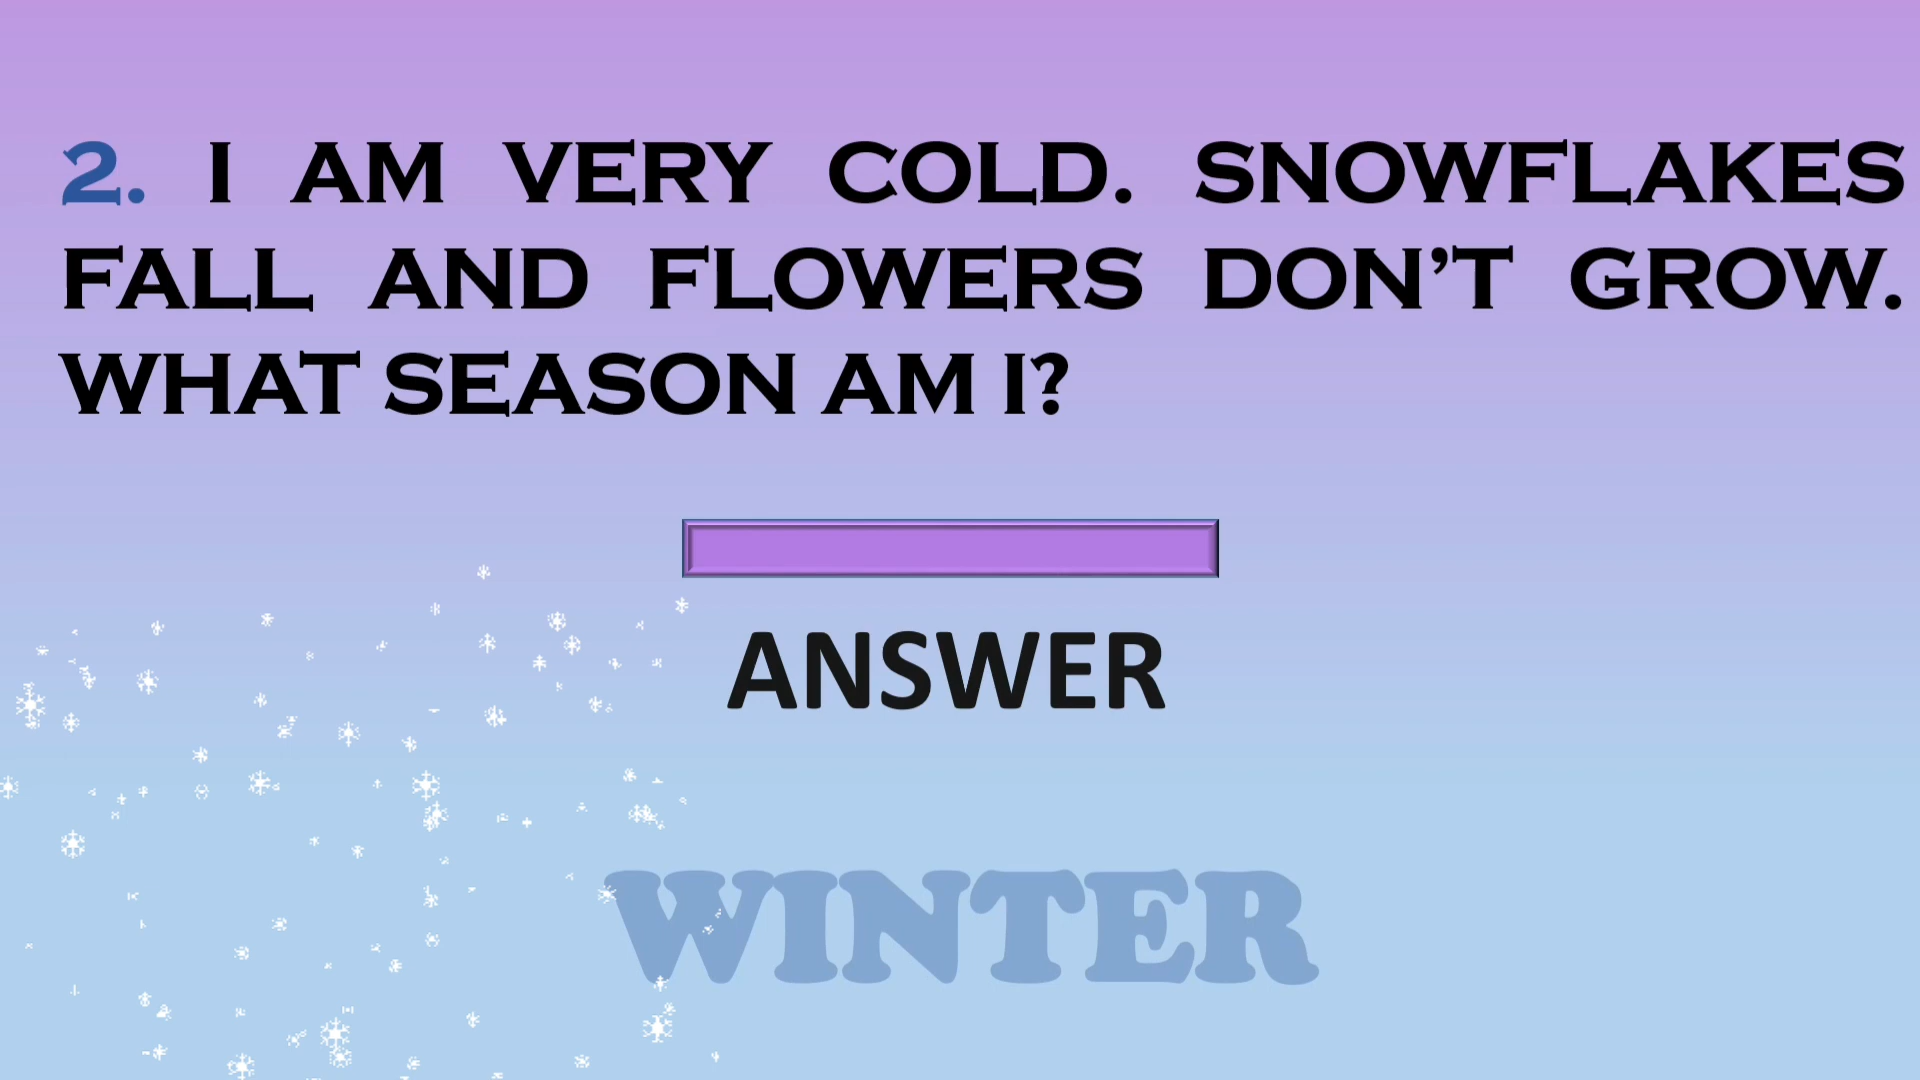 2. I AM VERY COLD. SNOWFLAKES
FALL AND FLOWERS DON’T GROW.
WHAT SEASON AM I?
ANSWER
WINTER